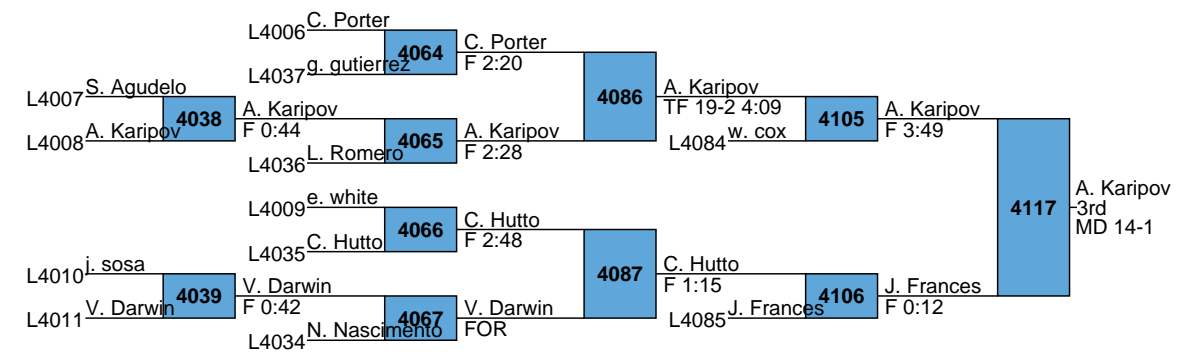 L4006 C. Porter
4064
C. Porter
F 2:20
L4037 g. gutierrez
L4007 S. Agudelo
4038
A. Karipov
F 0:44
L4008 A. Karipov
4065
A. Karipov
F 2:28
L4036 L. Romero
4086
A. Karipov
TF 19-2 4:09
L4084 w. cox
4105
A. Karipov
F 3:49
L4009 e. white
4066
C. Hutto
F 2:48
L4035 C. Hutto
L4010 j. sosa
4039
V. Darwin
F 0:42
L4011 V. Darwin
4067
V. Darwin
FOR
L4034 N. Nascimento
4087
C. Hutto
F 1:15
L4085 J. Frances
4106
J. Frances
F 0:12
4117
A. Karipov
3rd
MD 14-1